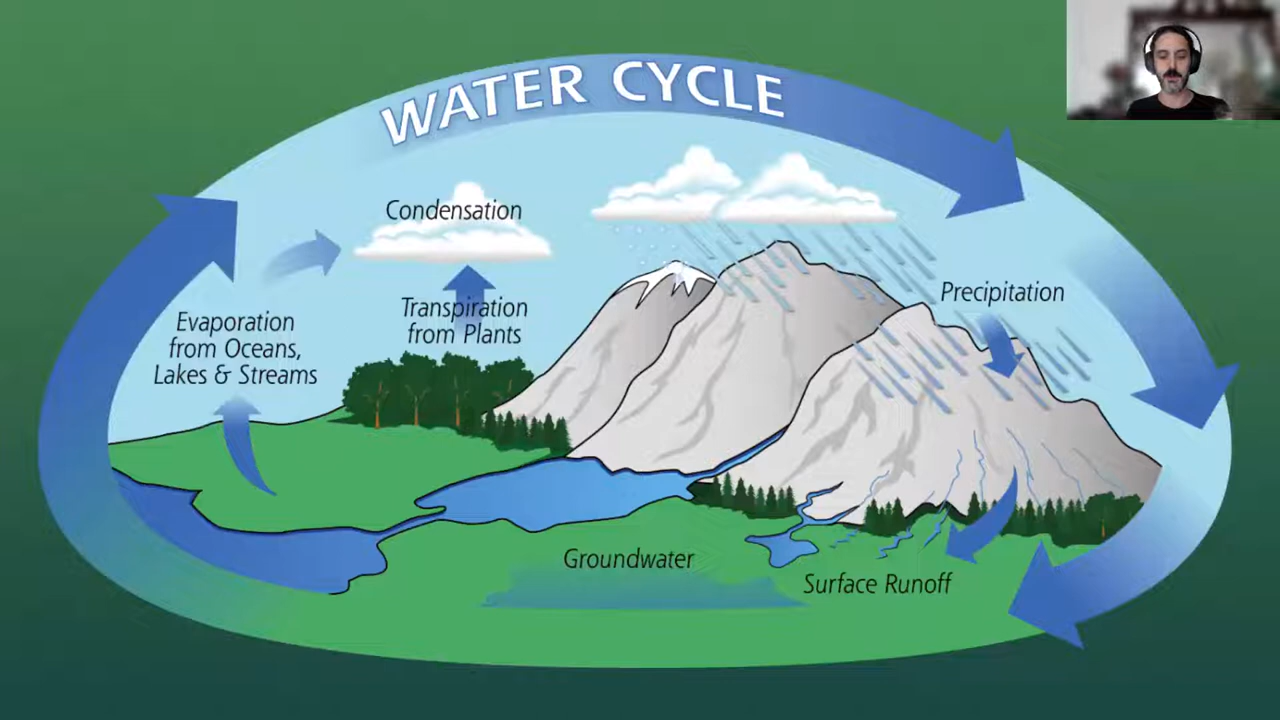 WATER CYCLE
Condensation
Transpiration
from Plants
Evaporation
from Oceans,
Lakes & Streams
Precipitation
Groundwater
Surface Runoff